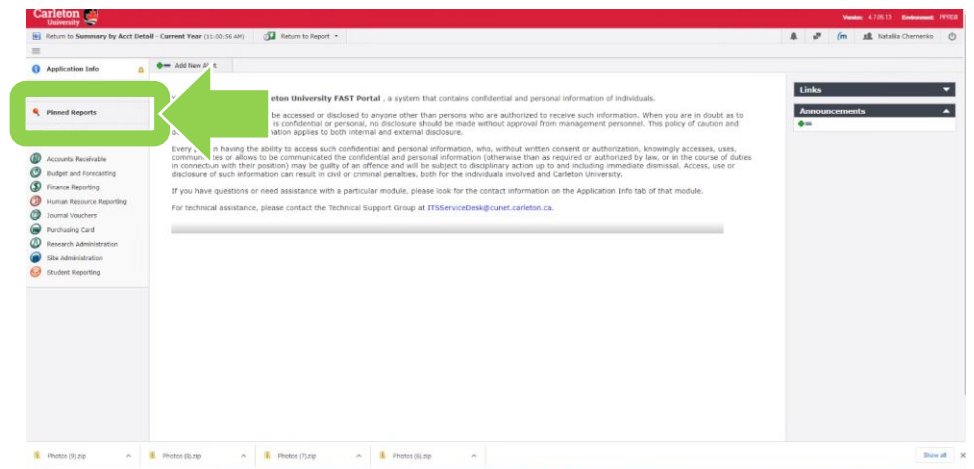 Carleton
University
Version: 4.7.09.13 Environment: PPRD8
Return to Summary by Acct Detail - Current Year (11:00:56 AM) Return to Report
Natallia Chernenko
Application Info
Add New
Links
eton University FAST Portal , a system that contains confidential and personal information of individuals.
Pinned Reports
Announcements
be accessed or disclosed to anyone other than persons who are authorized to receive such information. When you are in doubt as to
is confidential or personal, no disclosure should be made without approval from management personnel. This policy of caution and
nation applies to both internal and external disclosure.
Every having the ability to access such confidential and personal information, who, without written consent or authorization, knowingly accesses, uses,
or allows to be communicated the confidential and personal information (otherwise than as required or authorized by law, or in the course of duties
in connection with their position) may be guilty of an offence and will be subject to disciplinary action up to and including immediate dismissal. Access, use or
disclosure of such information can result in civil or criminal penalties, both for the individuals involved and Carleton University.
If you have questions or need assistance with a particular module, please look for the contact information on the Application Info tab of that module.
For technical assistance, please contact the Technical Support Group at ITSServiceDesk@cunet.carleton.ca.
Accounts Receivable
Budget and Forecasting
Finance Reporting
Human Resource Reporting
Journal Vouchers
Purchasing Card
Research Administration
Site Administration
Student Reporting
Photos (9).zip
Photos (8).zip
Photos (7).zip
Photos (6).zip
Show all